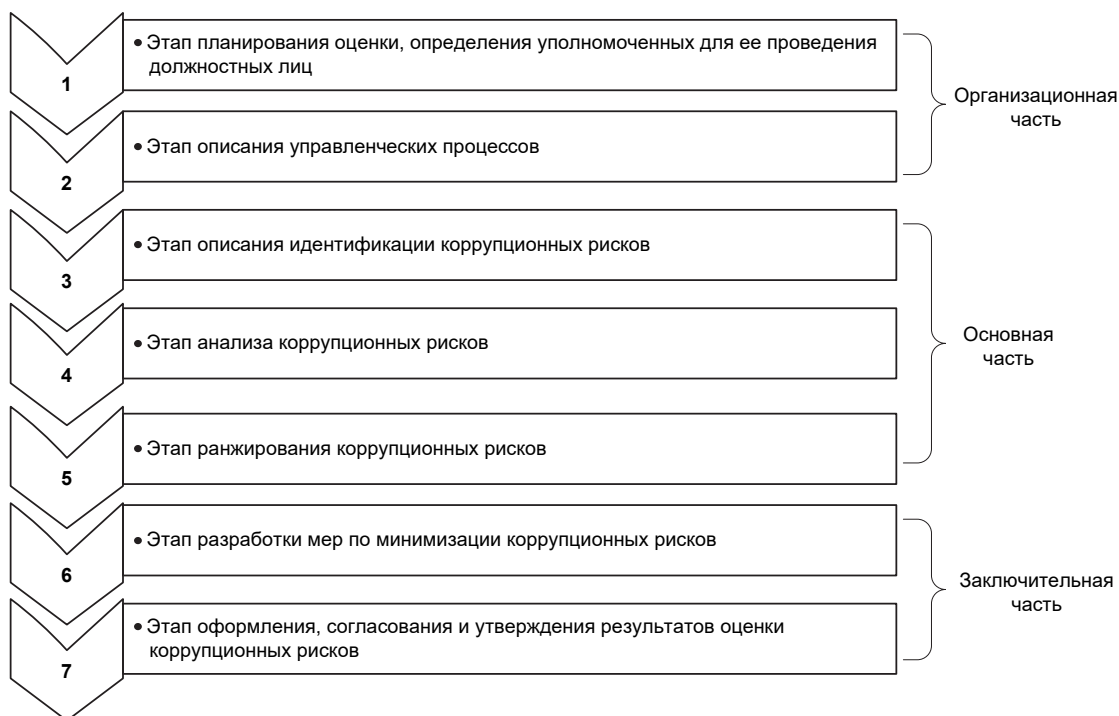 1
• Этап планирования оценки, определения уполномоченных для ее проведения
должностных лиц
2
• Этап описания управленческих процессов
Организационная
часть
3
• Этап описания идентификации коррупционных рисков
4
• Этап анализа коррупционных рисков
5
• Этап ранжирования коррупционных рисков
Основная
часть
6
• Этап разработки мер по минимизации коррупционных рисков
7
• Этап оформления, согласования и утверждения результатов оценки
коррупционных рисков
Заключительная
часть